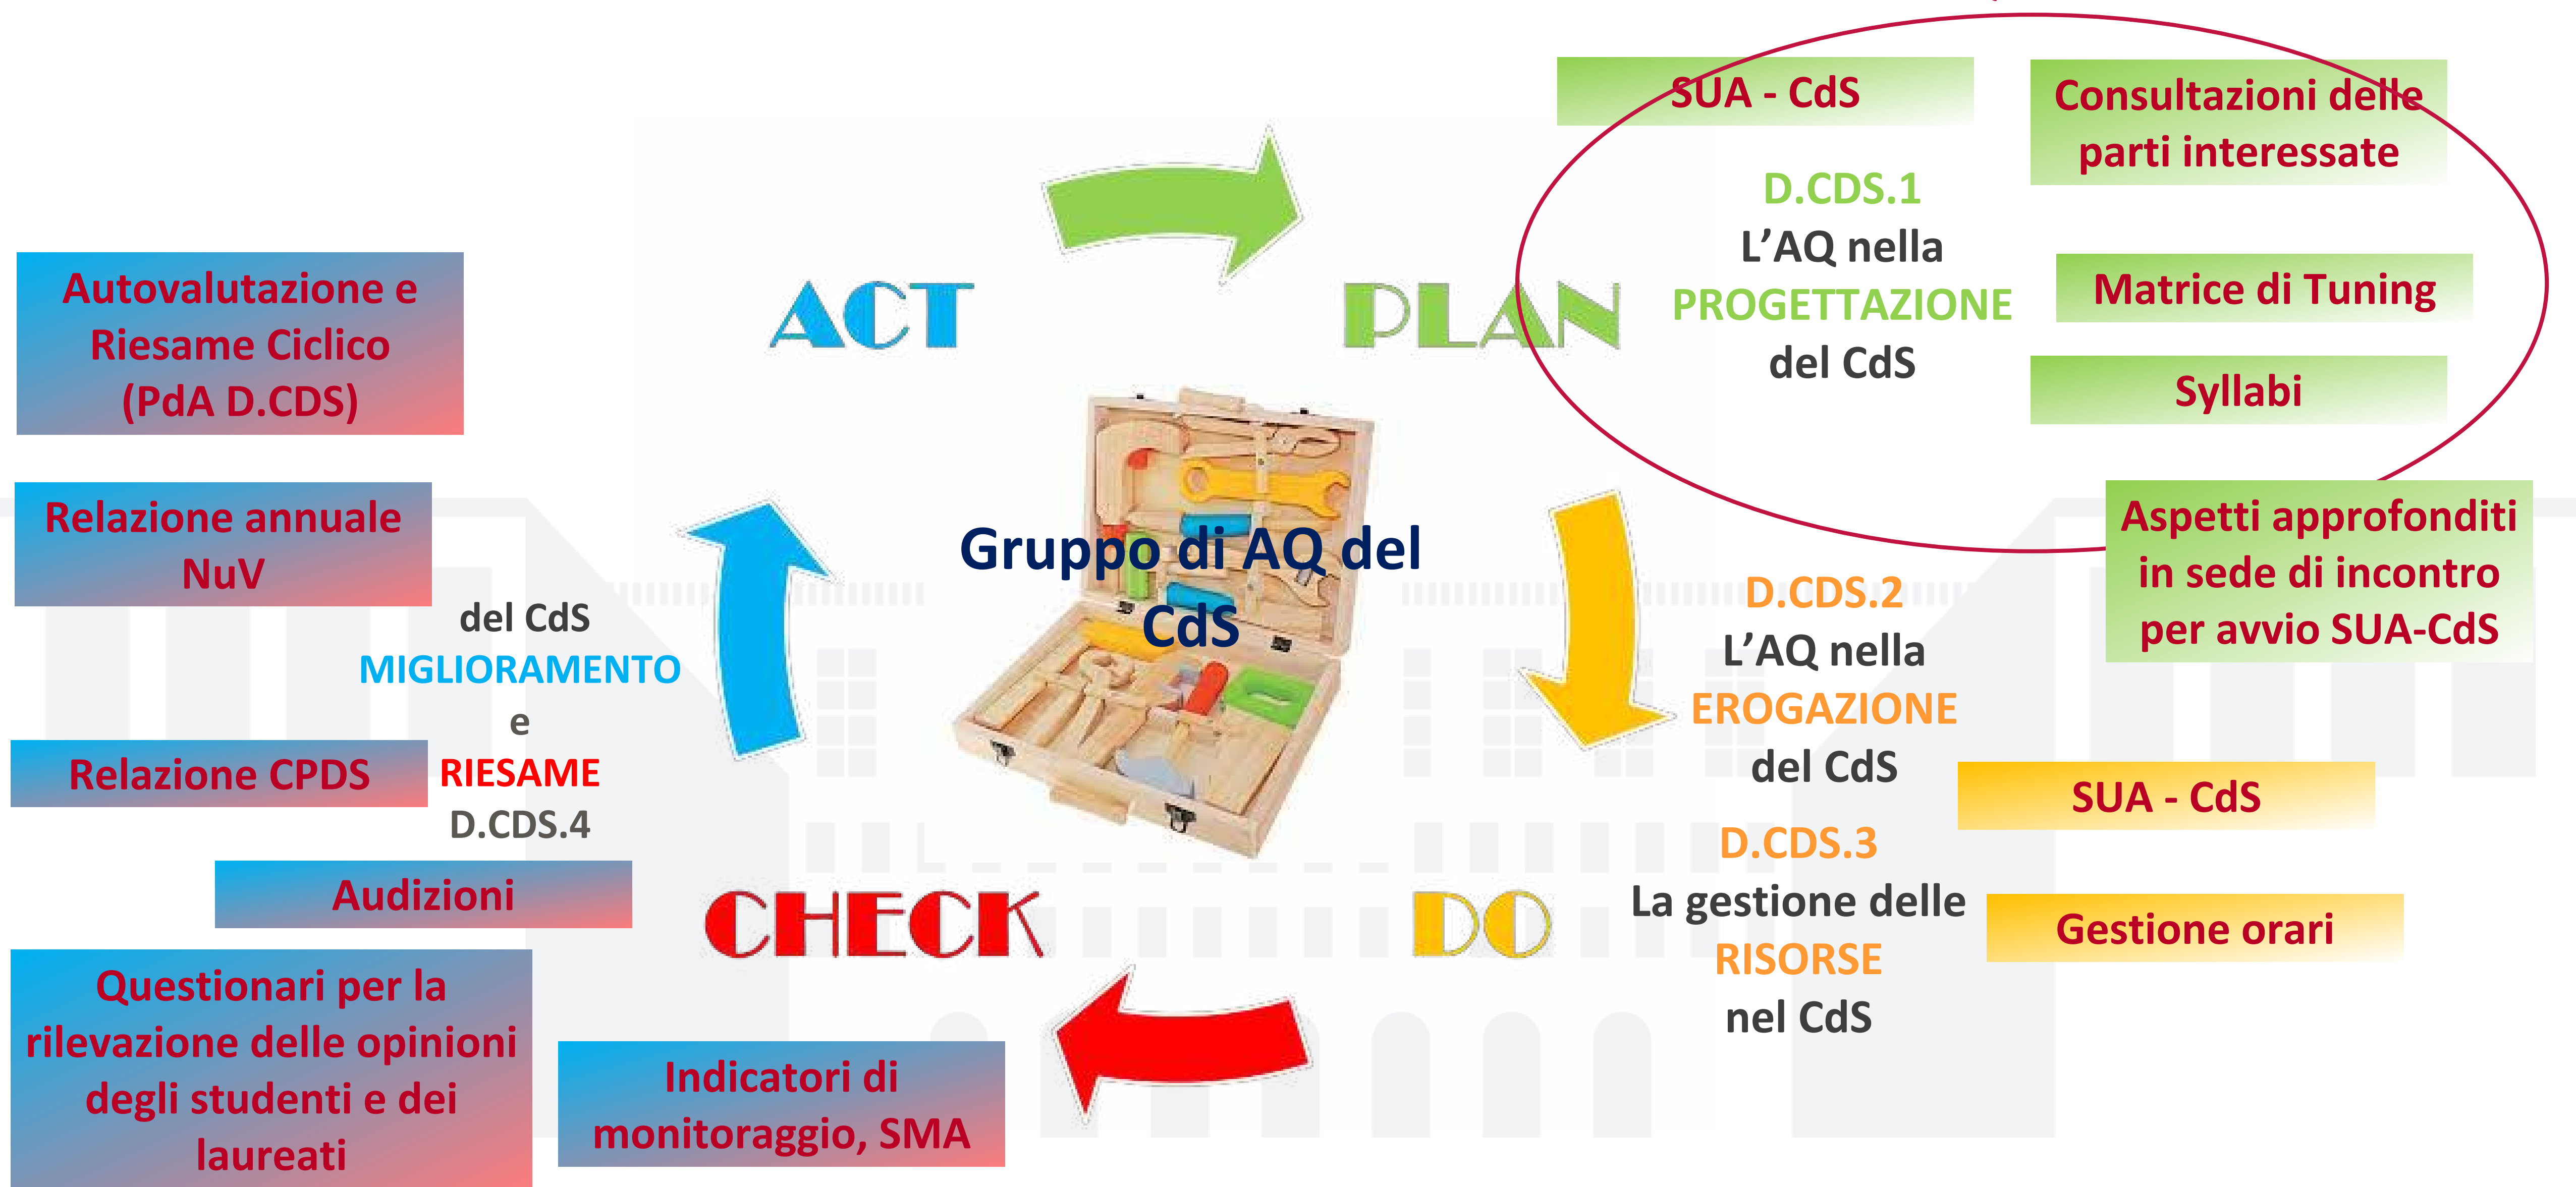 SUA - CdS
Consultazioni delle
parti interessate
D.CDS.1
L'AQ nella
PROGETTAZIONE
del CdS
Matrice di Tuning
Syllabi
Aspetti approfonditi
in sede di incontro
per avvio SUA-CdS
ACT
PLAN
Autovalutazione e
Riesame Ciclico
(PdA D.CDS)
Relazione annuale
NuV
Gruppo di AQ del
CdS
del CdS
MIGLIORAMENTO
e
RIESAME
D.CDS.4
Relazione CPDS
Audizioni
D.CDS.2
L'AQ nella
EROGAZIONE
del CdS
SUA - CdS
D.CDS.3
La gestione delle
RISORSE
nel CdS
Gestione orari
CHECK
DO
Questionari per la
rilevazione delle opinioni
degli studenti e dei
laureati
Indicatori di
monitoraggio, SMA